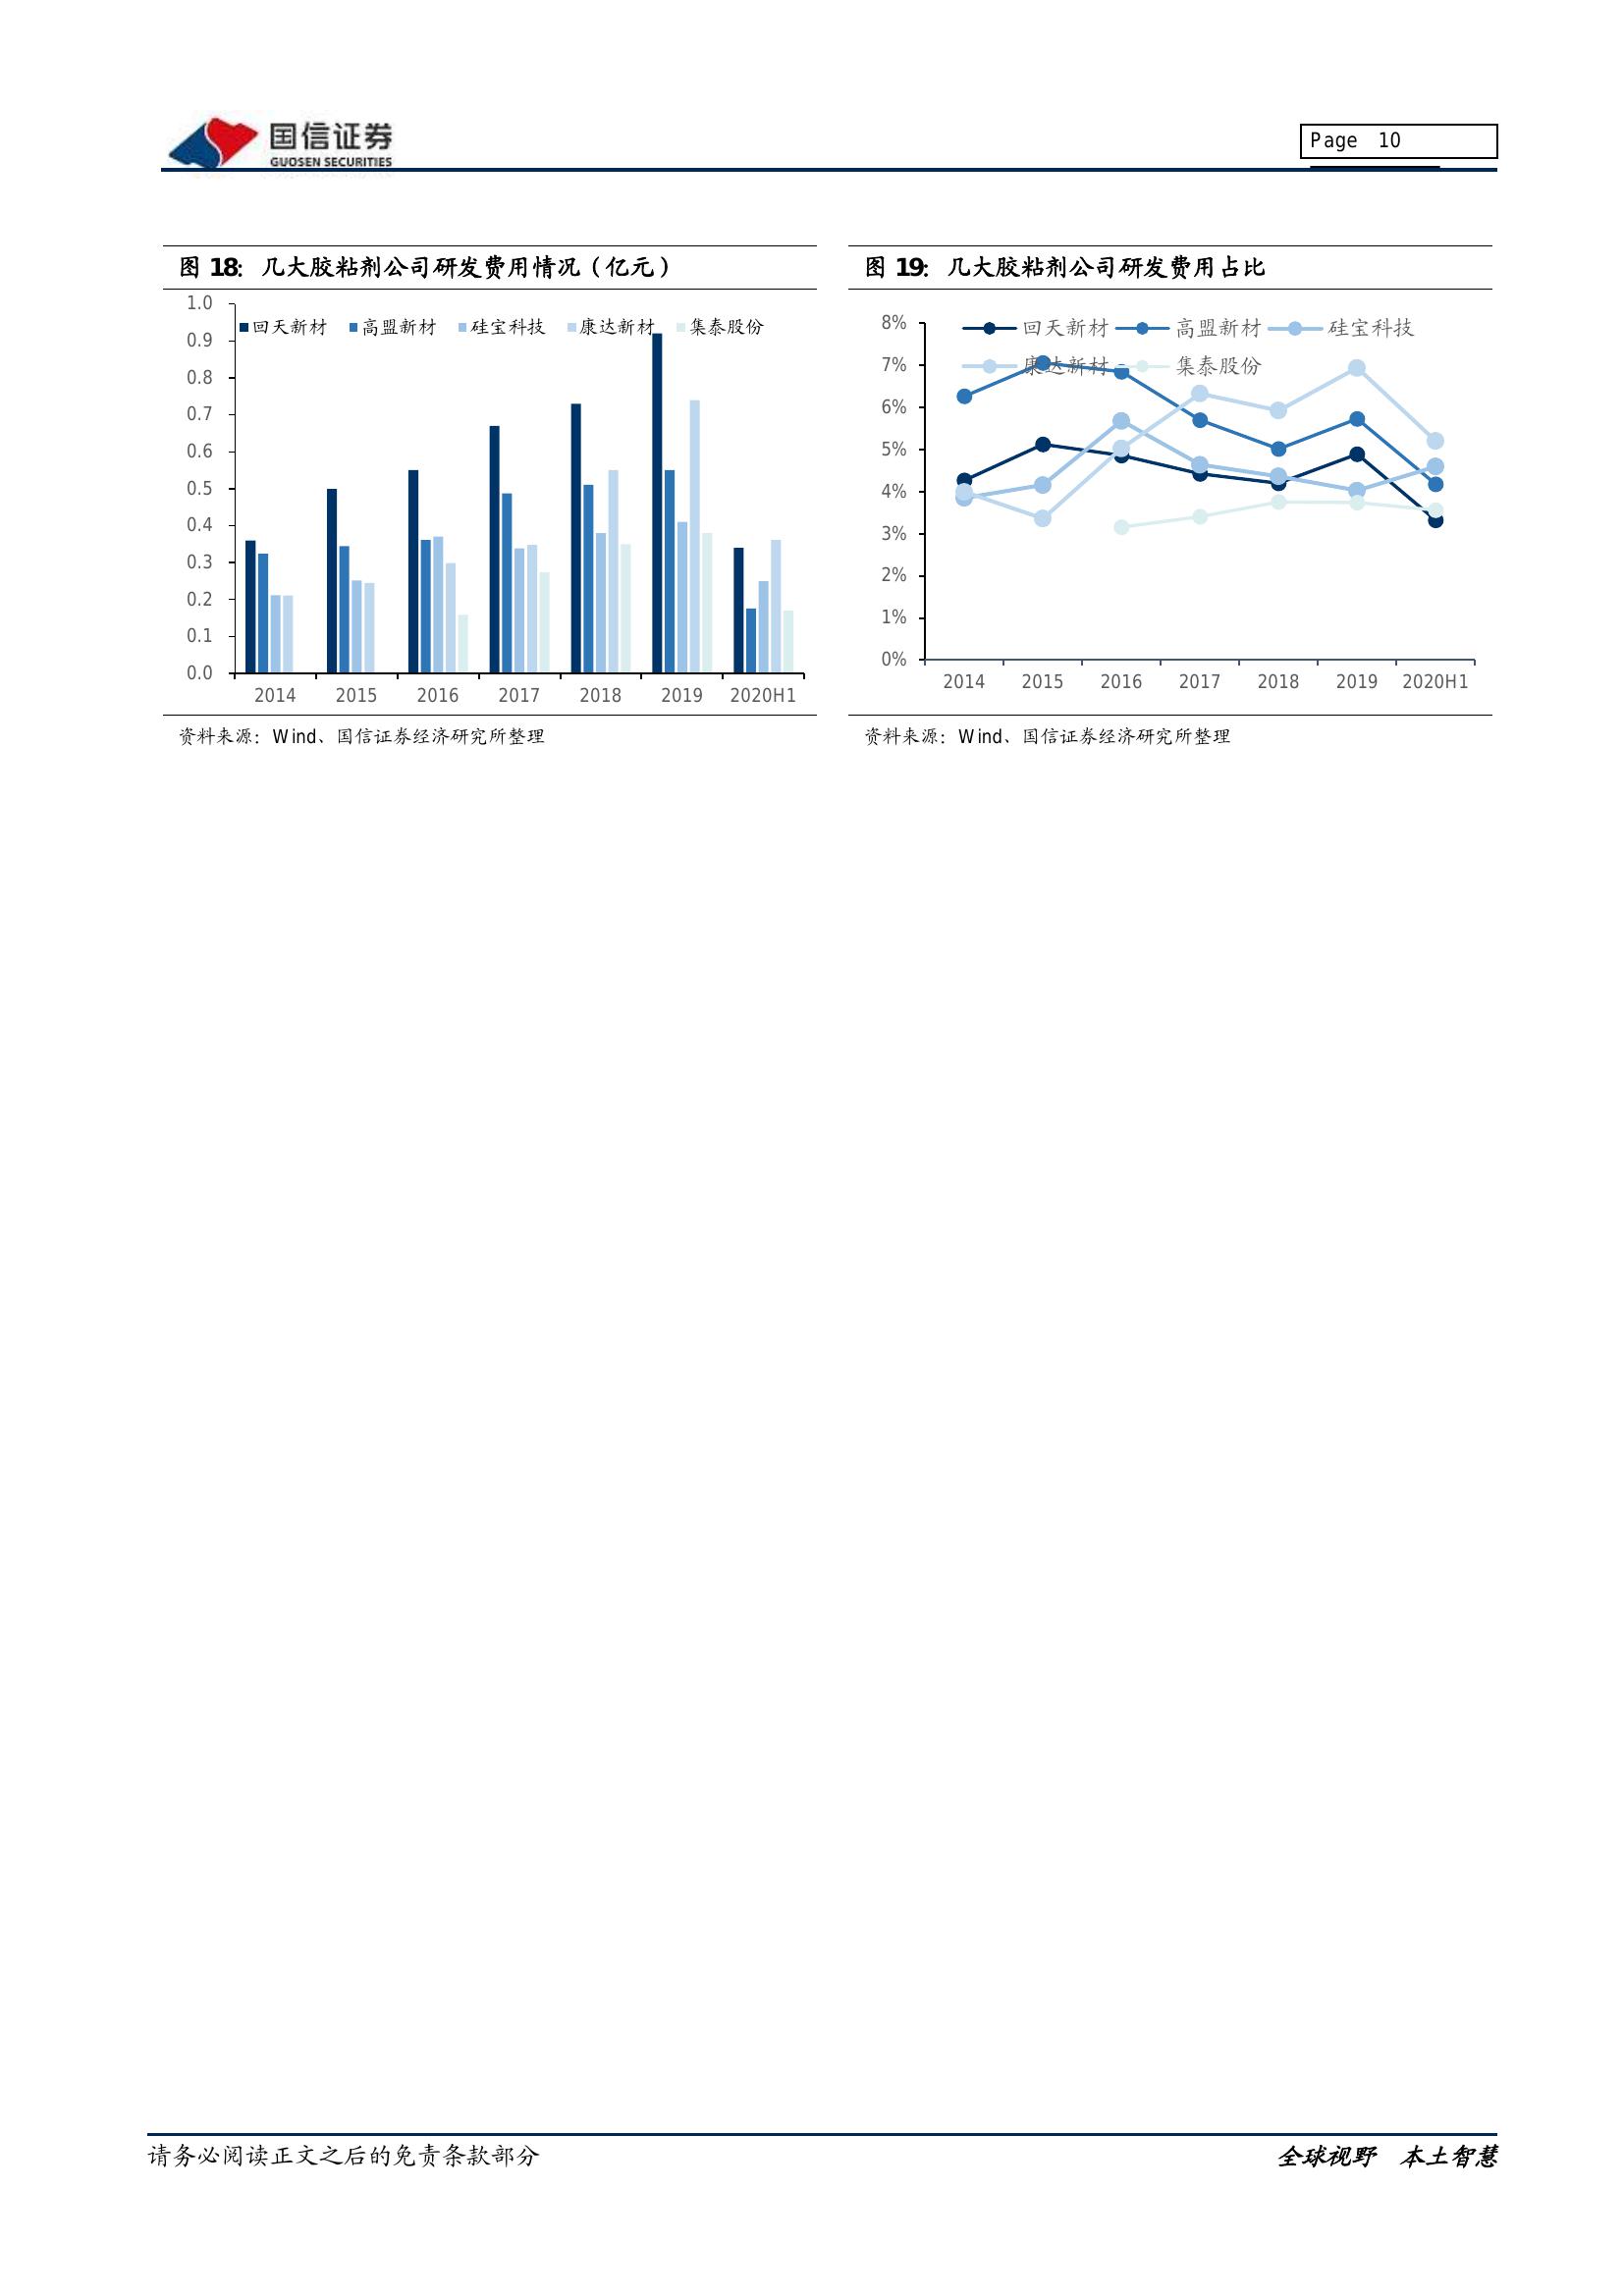 国信证券
GUOSEN SECURITIES
Page 10
图 18: 几大胶粘剂公司研发费用情况（亿元）
1.0
0.9
0.8
0.7
0.6
0.5
0.4
0.3
0.2
0.1
0.0
回天新材 高盟新材 硅宝科技 康达新材 集泰股份
2014 2015 2016 2017 2018 2019 2020H1
资料来源：Wind、国信证券经济研究所整理
图 19: 几大胶粘剂公司研发费用占比
8%
7%
6%
5%
4%
3%
2%
1%
0%
回天新材 高盟新材 硅宝科技
康达新材 集泰股份
2014 2015 2016 2017 2018 2019 2020H1
资料来源：Wind、国信证券经济研究所整理
请务必阅读正文之后的免责条款部分
全球视野 本土智慧